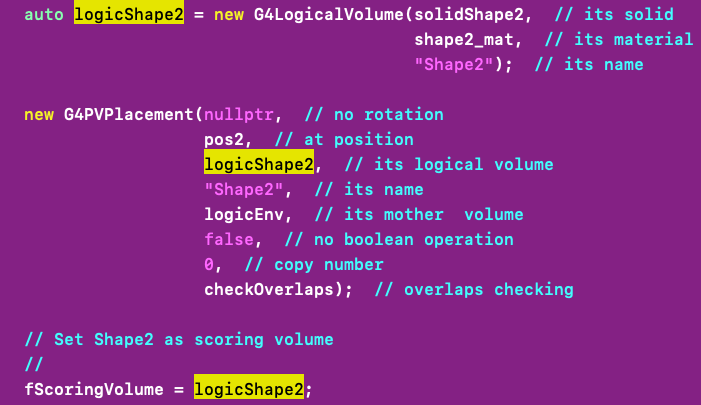 auto logicShape2 = new G4LogicalVolume(solidShape2,  // its solid
                                       shape2_mat,  // its material
                                       "Shape2");  // its name

new G4PVPlacement(nullptr,  // no rotation
                  pos2,  // at position
                  logicShape2,  // its logical volume
                  "Shape2",  // its name
                  logicEnv,  // its mother  volume
                  false,  // no boolean operation
                  0,  // copy number
                  checkOverlaps);  // overlaps checking

// Set Shape2 as scoring volume
//
fScoringVolume = logicShape2;